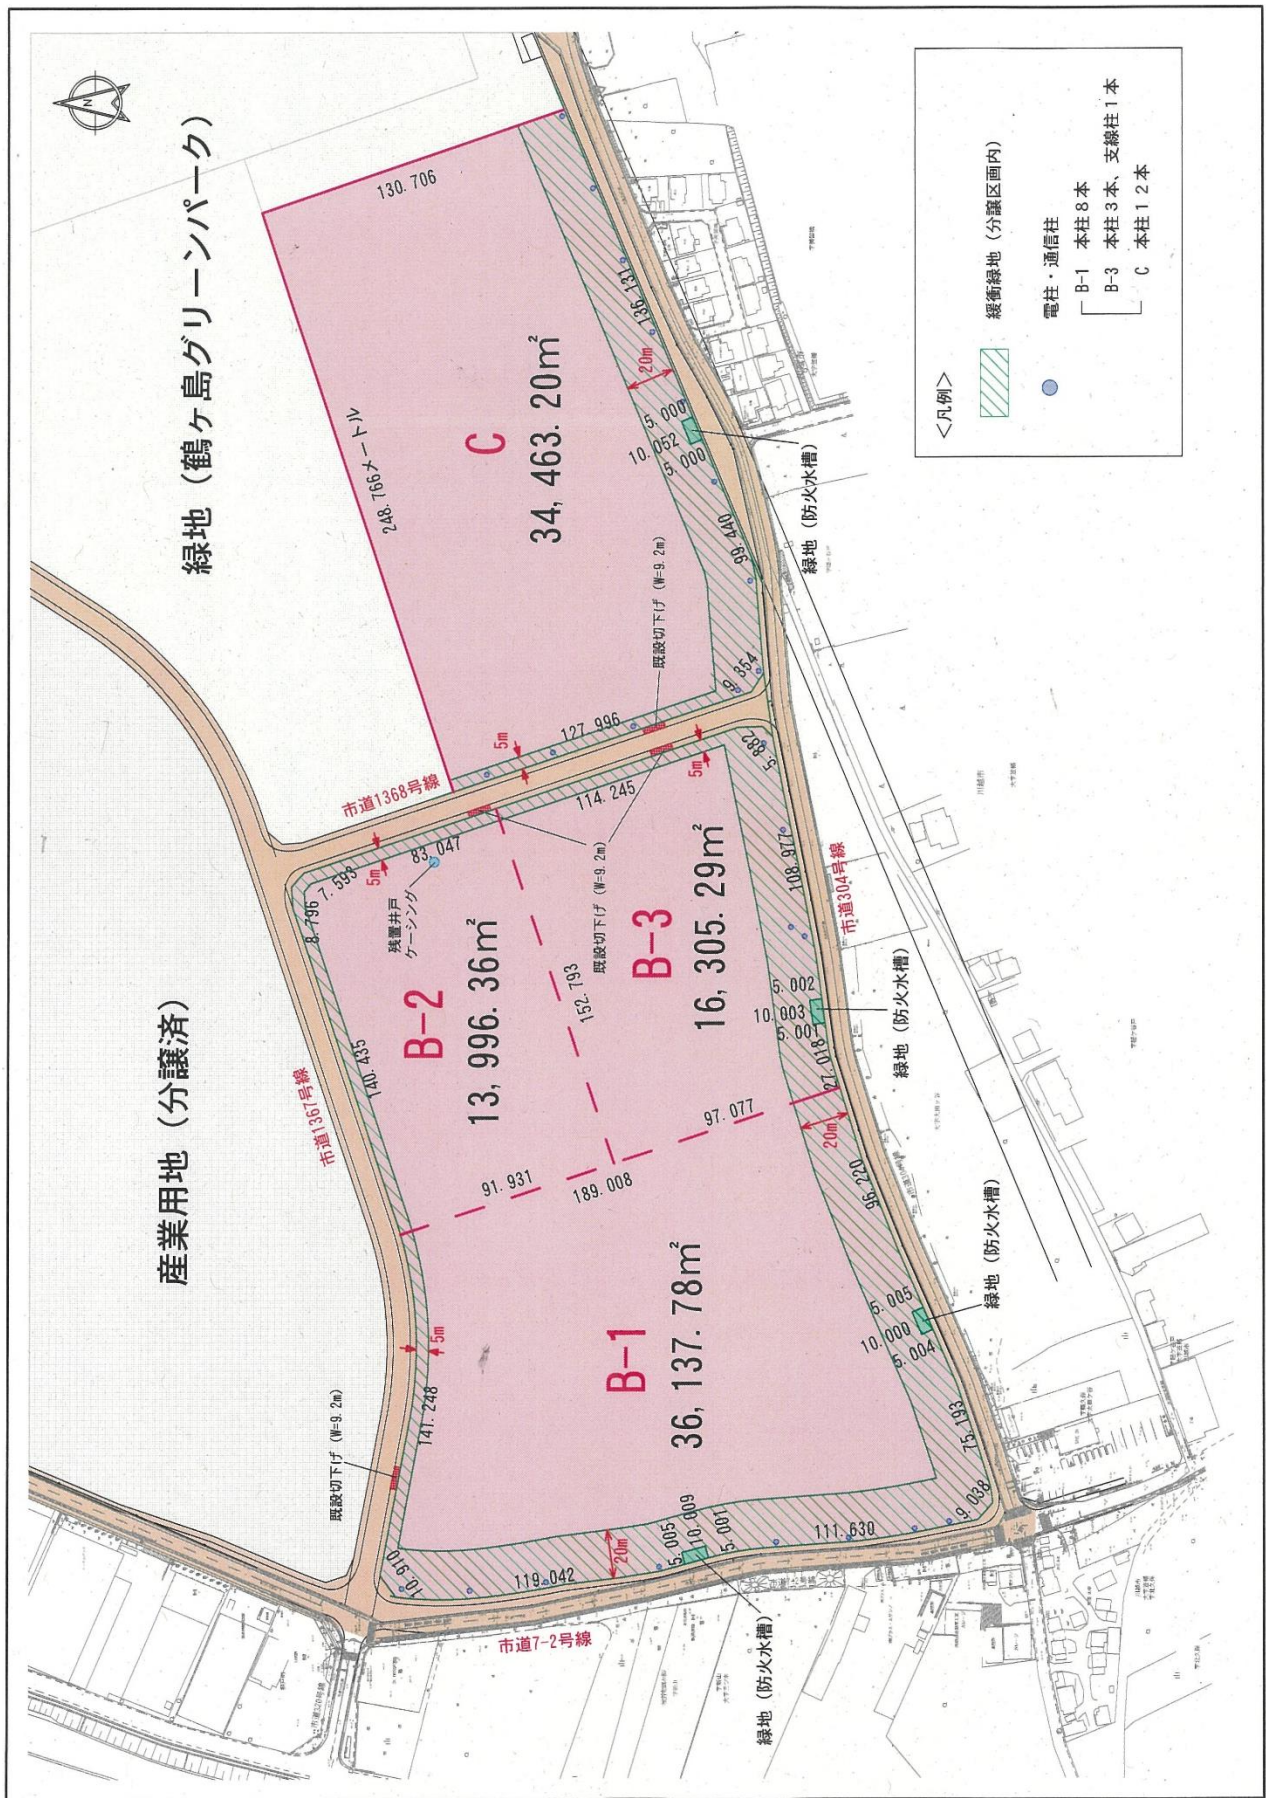 N
緑地（鶴ヶ島グリーンパーク）
産業用地（分譲済）
市道1367号線
市道1368号線
市道304号線
市道7-2号線
C
34,463.20㎡
130.706
248.766メートル
136.131
20m
5.000
10.052
5.000
緑地（防火水槽）
99.440
9.354
127.996
5m
既設切下げ（W=9.2m）
B-2
13,996.36㎡
8.796
7.593
5m
83.047
残置井戸
ケーシング
140.435
91.931
152.793
既設切下げ（W=9.2m）
B-3
16,305.29㎡
114.245
5m
5.882
108.977
5.002
10.003
5.001
緑地（防火水槽）
27.018
97.077
189.008
B-1
36,137.78㎡
5m
141.248
既設切下げ（W=9.2m）
10.910
119.042
20m
5.005
10.009
5.001
緑地（防火水槽）
111.630
9.038
75.193
5.005
10.000
5.004
緑地（防火水槽）
96.220
20m
川越市
＜凡例＞
緩衝緑地（分譲区画内）
電柱・通信柱
B-1 本柱８本
B-3 本柱３本、支線柱１本
C 本柱１２本